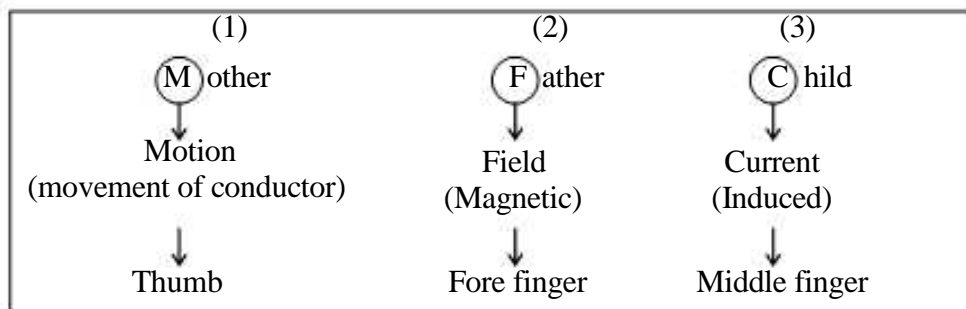 (1) (2) (3)
Mother Father Child
Motion Field Current
(movement of conductor) (Magnetic) (Induced)
Thumb Fore finger Middle finger